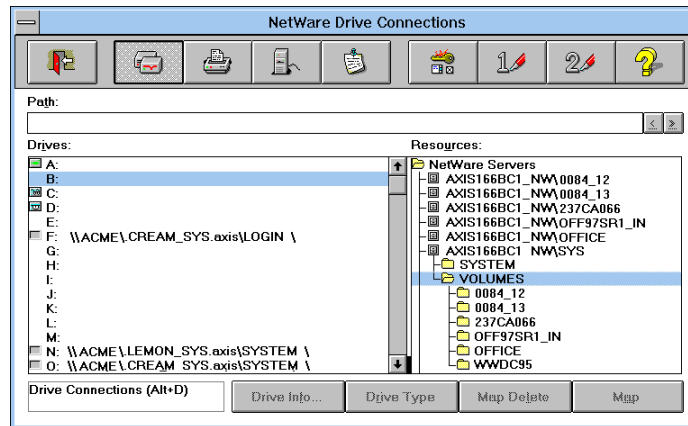 NetWare Drive Connections
1
2
?
Path:
< >
Drives:
Resources:
A:
B:
C:
D:
E:
F: \\ACME\.CREAM_SYS.axis\LOGIN \
G:
H:
I:
J:
K:
L:
M:
N: \\ACME\.LEMON_SYS.axis\SYSTEM \
O: \\ACME\.CREAM_SYS.axis\SYSTEM \
NetWare Servers
AXIS166BC1_NW\0084_12
AXIS166BC1_NW\0084_13
AXIS166BC1_NW\237CA066
AXIS166BC1_NW\OFF97SR1_IN
AXIS166BC1_NW\OFFICE
AXIS166BC1_NW\SYS
SYSTEM
VOLUMES
0084_12
0084_13
237CA066
OFF97SR1_IN
OFFICE
WWDC95
Drive Connections (Alt+D)
Drive Info...
Drive Type
Map Delete
Map